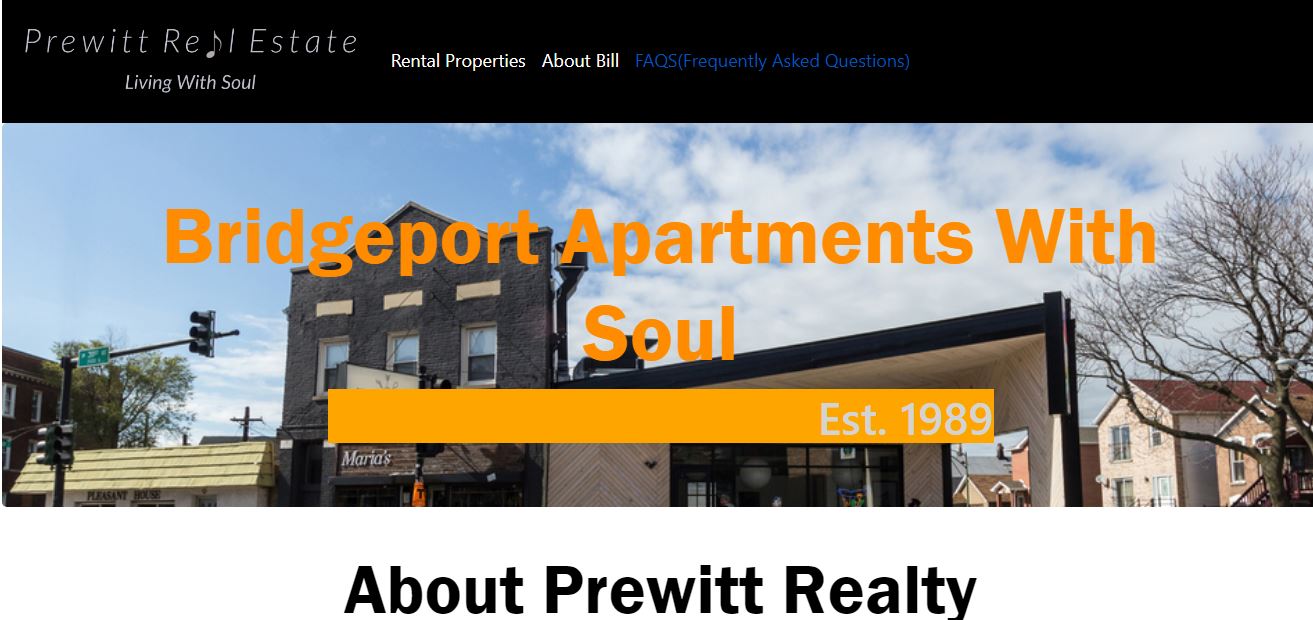 Prewitt Re♪l Estate
Living With Soul
Rental Properties About Bill FAQS(Frequently Asked Questions)
Bridgeport Apartments With
Soul
Est. 1989
Maria's
PLEASANT HOUSE
About Prewitt Realty